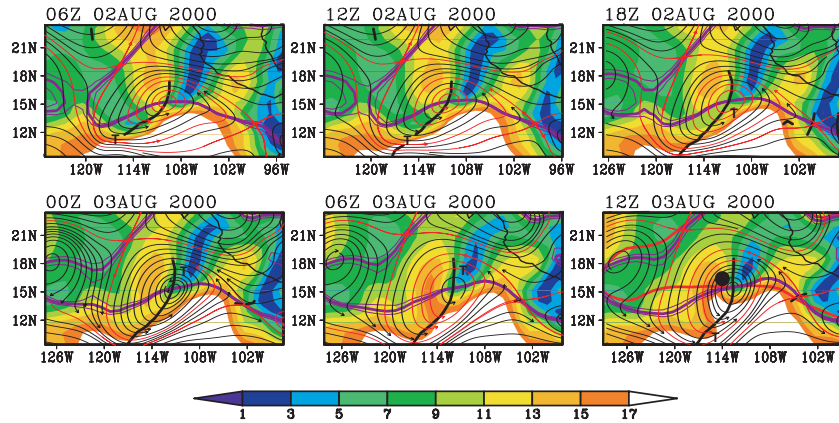 06Z 02AUG 2000 12Z 02AUG 2000 18Z 02AUG 2000
21N 21N 21N
18N 18N 18N
15N 15N 15N
12N 12N 12N
T T T
120W 114W 108W 102W 96W 120W 114W 108W 102W 96W 126W 120W 114W 108W 102W
00Z 03AUG 2000 06Z 03AUG 2000 12Z 03AUG 2000
21N 21N 21N
18N 18N 18N
15N 15N 15N
12N 12N 12N
T T T
126W 120W 114W 108W 102W 126W 120W 114W 108W 102W 126W 120W 114W 108W 102W
1 3 5 7 9 11 13 15 17